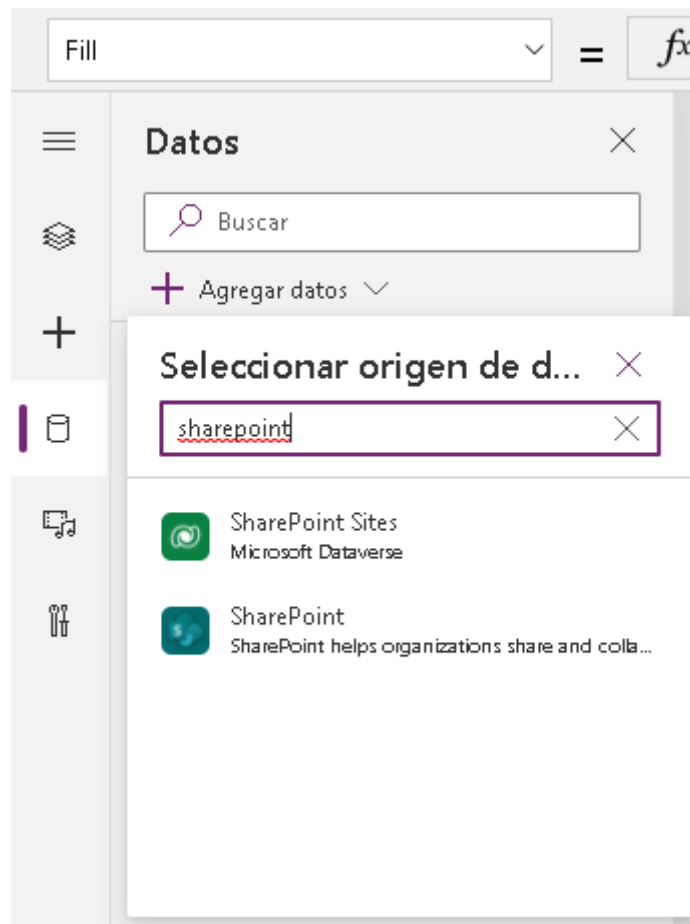 Fill
=
fx
Datos
Buscar
Agregar datos
Seleccionar origen de d...
sharepoint
SharePoint Sites
Microsoft Dataverse
SharePoint
SharePoint helps organizations share and colla...